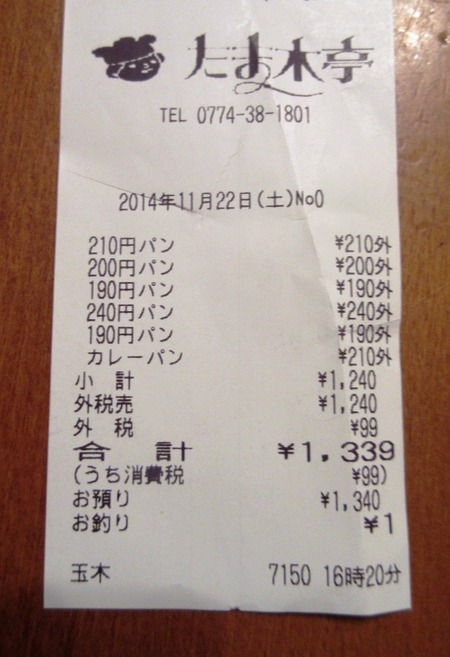 たま木亭
TEL 0774-38-1801
2014年11月22日(土)No0
210円パン ¥210外
200円パン ¥200外
190円パン ¥190外
240円パン ¥240外
190円パン ¥190外
カレーパン ¥210外
小 計 ¥1,240
外税売 ¥1,240
外 税 ¥99
合 計 ¥1,339
(うち消費税 ¥99)
お預り ¥1,340
お釣り ¥1
玉木 7150 16時20分